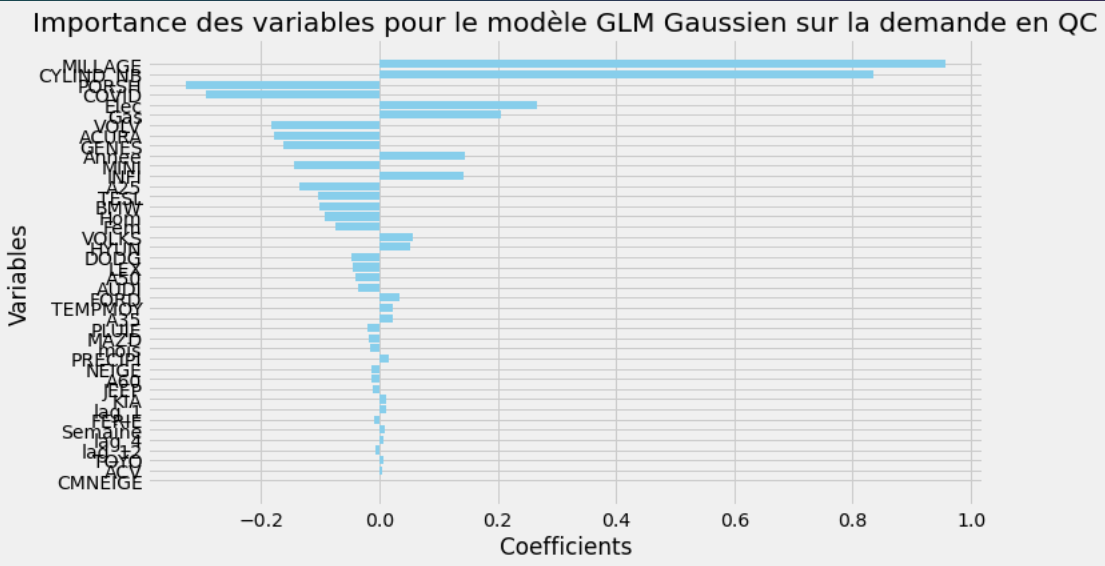 Importance des variables pour le modèle GLM Gaussien sur la demande en QC
MILLAGE
CYLIND_NB
PORSH
COVID
Elec
Gas
VOLV
ACURA
GENES
Annee
MINI
INFI
A25
TESL
BMW
Hom
Fem
VOLKS
HYUN
DODG
LEX
A50
AUDI
FORD
TEMPMOY
A35
PLUIE
MAZD
mois
PRECIPI
NEIGE
A60
JEEP
KIA
lag_1
FERIE
Semaine
lag_4
lag_12
TOYO
ACV
CMNEIGE
Variables
−0.2 0.0 0.2 0.4 0.6 0.8 1.0
Coefficients